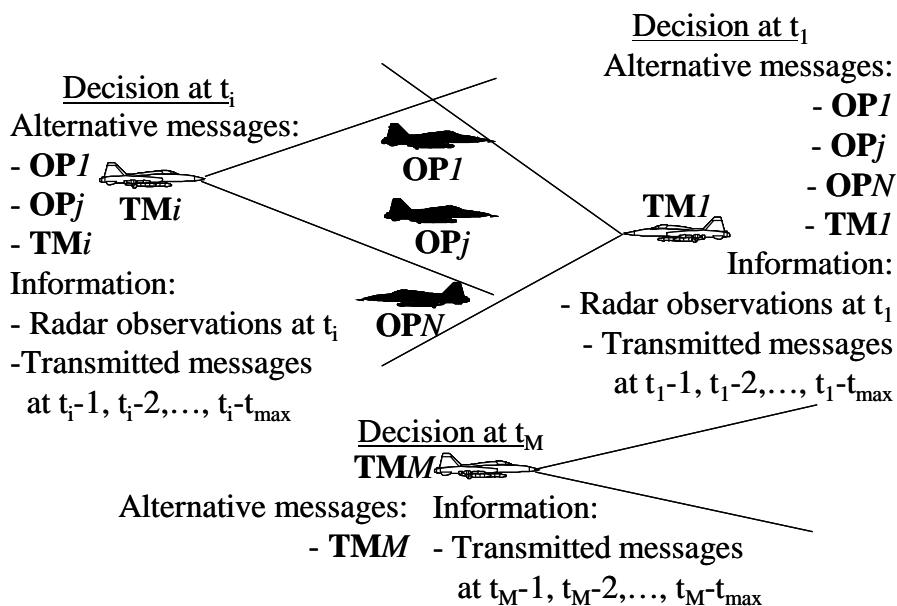 Decision at t₁
Alternative messages:
- OP1
- OPj
- OPN
- TM1
TM1
Information:
- Radar observations at t₁
- Transmitted messages
at t₁-1, t₁-2,…, t₁-tmax
Decision at tᵢ
Alternative messages:
- OP1
- OPj
- TMi
TMi
Information:
- Radar observations at tᵢ
-Transmitted messages
at tᵢ-1, tᵢ-2,…, tᵢ-tmax
OP1
OPj
OPN
Decision at tM
TMM
Alternative messages:
- TMM
Information:
- Transmitted messages
at tM-1, tM-2,…, tM-tmax